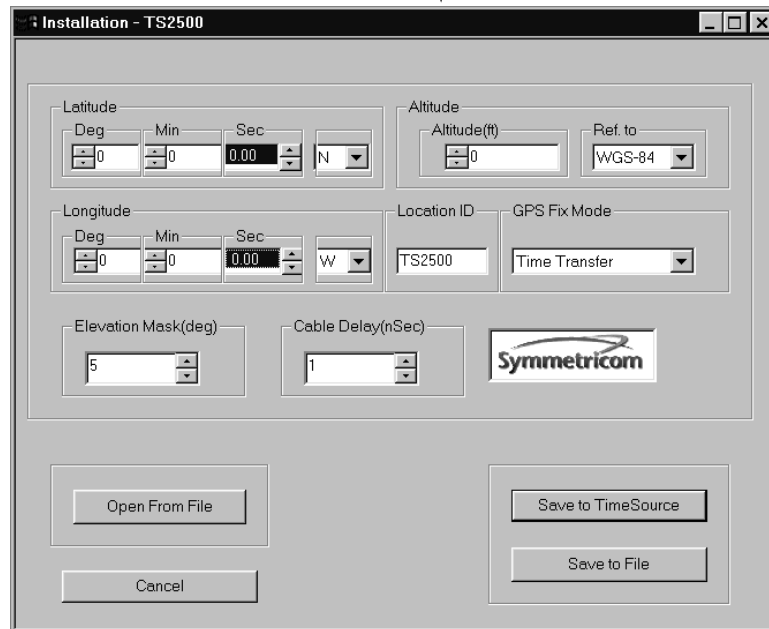 Installation - TS2500
Latitude
Altitude
Deg Min Sec
Altitude(ft) Ref. to
0 0 0.00 N
0 WGS-84
Longitude
Location ID
GPS Fix Mode
Deg Min Sec
0 0 0.00 W
TS2500
Time Transfer
Elevation Mask(deg)
Cable Delay(nSec)
5
1
Symmetricom
Open From File
Save to TimeSource
Save to File
Cancel